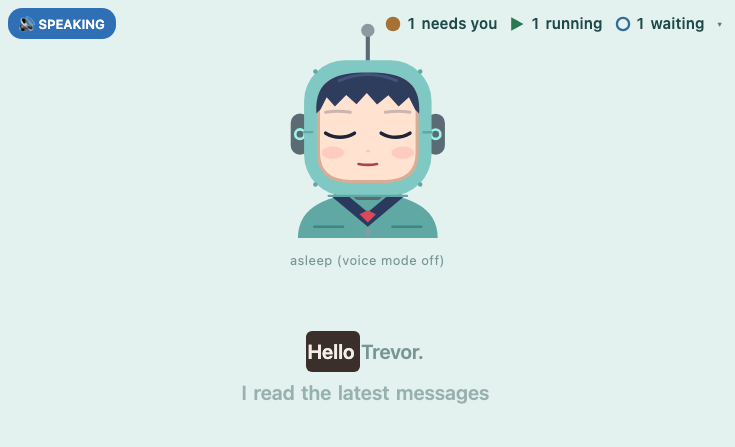 SPEAKING
1 needs you 1 running 1 waiting
asleep (voice mode off)
Hello Trevor.
I read the latest messages